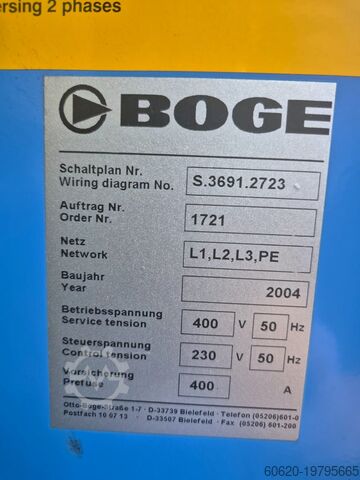 ersing 2 phases
BOGE
Schaltplan Nr.
Wiring diagram No. S.3691.2723
Auftrag Nr.
Order Nr. 1721
Netz
Network L1,L2,L3,PE
Baujahr
Year 2004
Betriebsspannung
Service tension 400 V 50 Hz
Steuerspannung
Control tension 230 V 50 Hz
Vorsicherung
Prefuse 400 A
Otto-Boge-Straße 1-7 · D-33739 Bielefeld · Telefon (05206)601-0
Postfach 10 07 13 · D-33507 Bielefeld · Fax (05206) 601-200
60620-19795665